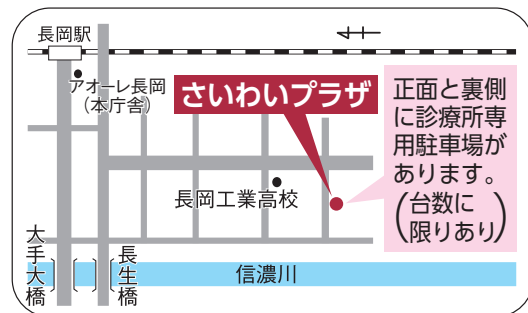 長岡駅
アオーレ長岡
(本庁舎)
さいわいプラザ
正面と裏側
に診療所専
用駐車場が
あります。
(台数に
限りあり)
長岡工業高校
大手大橋
長生橋
信濃川